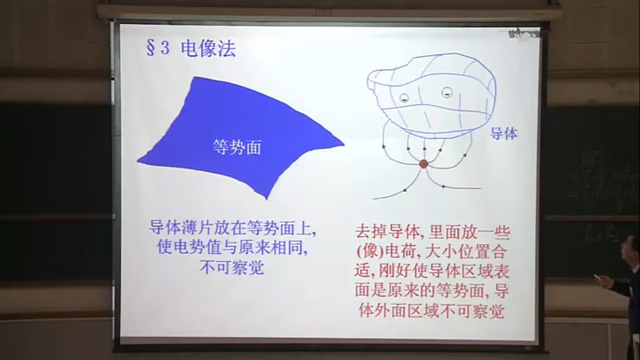 §3 电像法
等势面
导体薄片放在等势面上,
使电势值与原来相同,
不可察觉
导体
去掉导体, 里面放一些
(像)电荷, 大小位置合
适, 刚好使导体区域表
面是原来的等势面, 导
体外面区域不可察觉